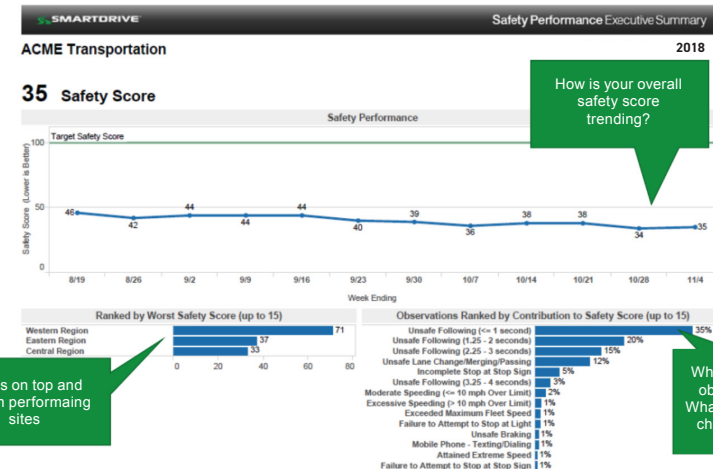 SMARTDRIVE
Safety Performance Executive Summary
ACME Transportation
2018
35 Safety Score
How is your overall
safety score
trending?
Safety Performance
Target Safety Score
Safety Score (Lower is Better)
100
50
0
46
42
44
44
44
40
39
36
38
38
34
35
8/19
8/26
9/2
9/9
9/16
9/23
9/30
10/7
10/14
10/21
10/28
11/4
Week Ending
Ranked by Worst Safety Score (up to 15)
Western Region 71
Eastern Region 37
Central Region 33
0 20 40 60 80
s on top and
performaing
sites
Observations Ranked by Contribution to Safety Score (up to 15)
Unsafe Following (<= 1 second) 35%
Unsafe Following (1.25 - 2 seconds) 20%
Unsafe Following (2.25 - 3 seconds) 15%
Unsafe Lane Change/Merging/Passing 12%
Incomplete Stop at Stop Sign 5%
Unsafe Following (3.25 - 4 seconds) 3%
Moderate Speeding (<= 10 mph Over Limit) 2%
Excessive Speeding (> 10 mph Over Limit) 1%
Exceeded Maximum Fleet Speed 1%
Failure to Attempt to Stop at Light 1%
Unsafe Braking 1%
Mobile Phone - Texting/Dialing 1%
Attained Extreme Speed 1%
Failure to Attempt to Stop at Stop Sign 1%
Wh
ob
Wha
ch